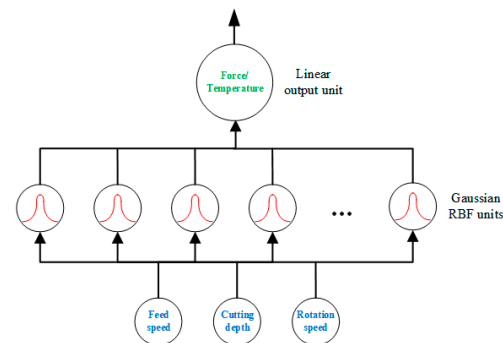 Force/
Temperature
Linear
output unit
...
Gaussian
RBF units
Feed
speed
Cutting
depth
Rotation
speed